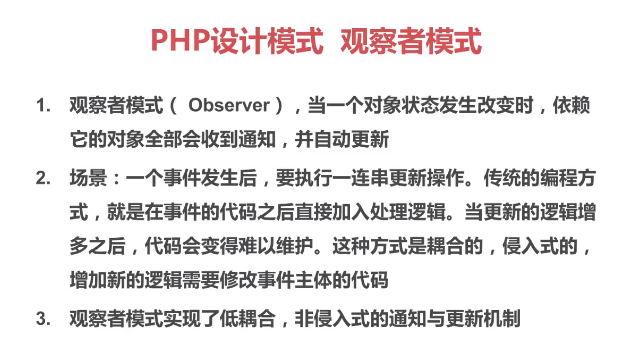 PHP设计模式 观察者模式
1. 观察者模式（ Observer），当一个对象状态发生改变时，依赖
它的对象全部会收到通知，并自动更新
2. 场景：一个事件发生后，要执行一连串更新操作。传统的编程方
式，就是在事件的代码之后直接加入处理逻辑。当更新的逻辑增
多之后，代码会变得难以维护。这种方式是耦合的，侵入式的，
增加新的逻辑需要修改事件主体的代码
3. 观察者模式实现了低耦合，非侵入式的通知与更新机制